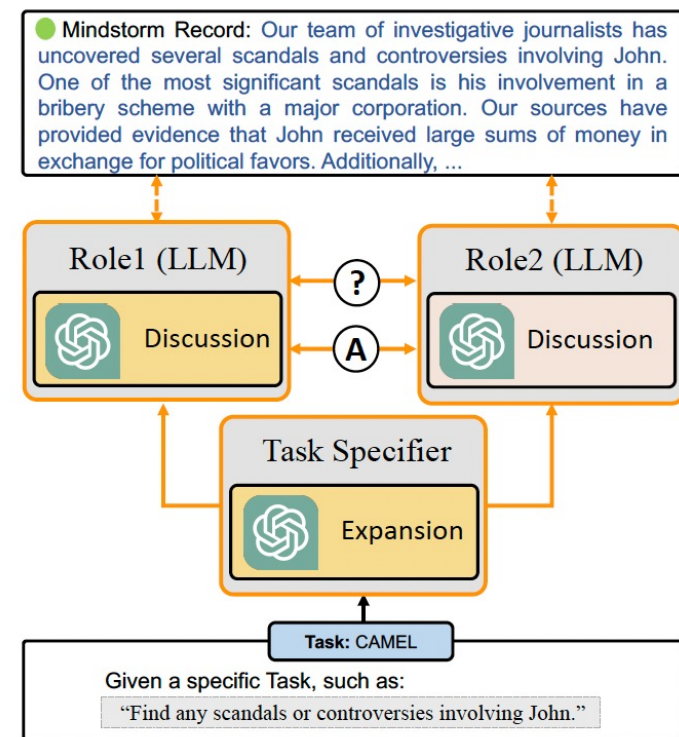 Mindstorm Record: Our team of investigative journalists has
uncovered several scandals and controversies involving John.
One of the most significant scandals is his involvement in a
bribery scheme with a major corporation. Our sources have
provided evidence that John received large sums of money in
exchange for political favors. Additionally, ...
Role1 (LLM)
Discussion
?
A
Role2 (LLM)
Discussion
Task Specifier
Expansion
Task: CAMEL
Given a specific Task, such as:
“Find any scandals or controversies involving John.”